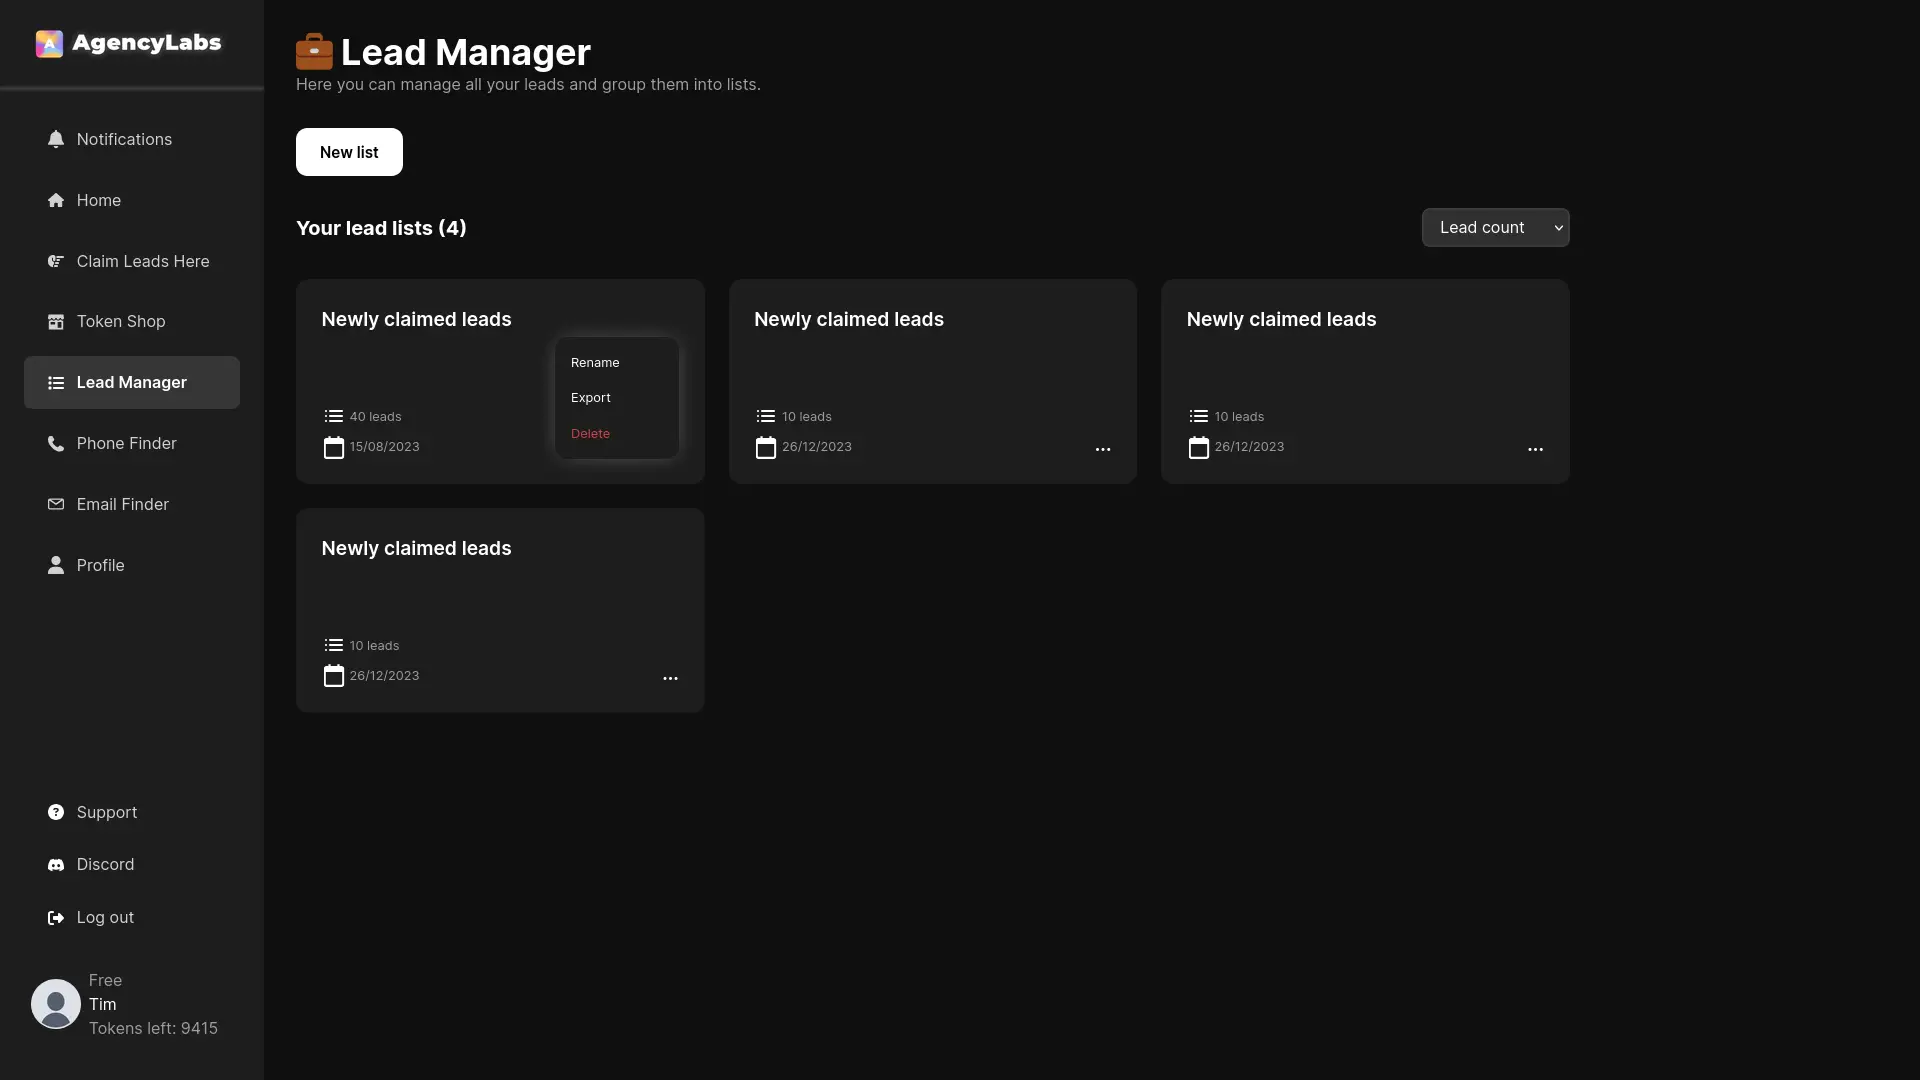 AgencyLabs
Notifications
Home
Claim Leads Here
Token Shop
Lead Manager
Phone Finder
Email Finder
Profile
Support
Discord
Log out
Free
Tim
Tokens left: 9415
Lead Manager
Here you can manage all your leads and group them into lists.
New list
Your lead lists (4)
Lead count
Newly claimed leads
40 leads
15/08/2023
Rename
Export
Delete
Newly claimed leads
10 leads
26/12/2023
...
Newly claimed leads
10 leads
26/12/2023
...
Newly claimed leads
10 leads
26/12/2023
...